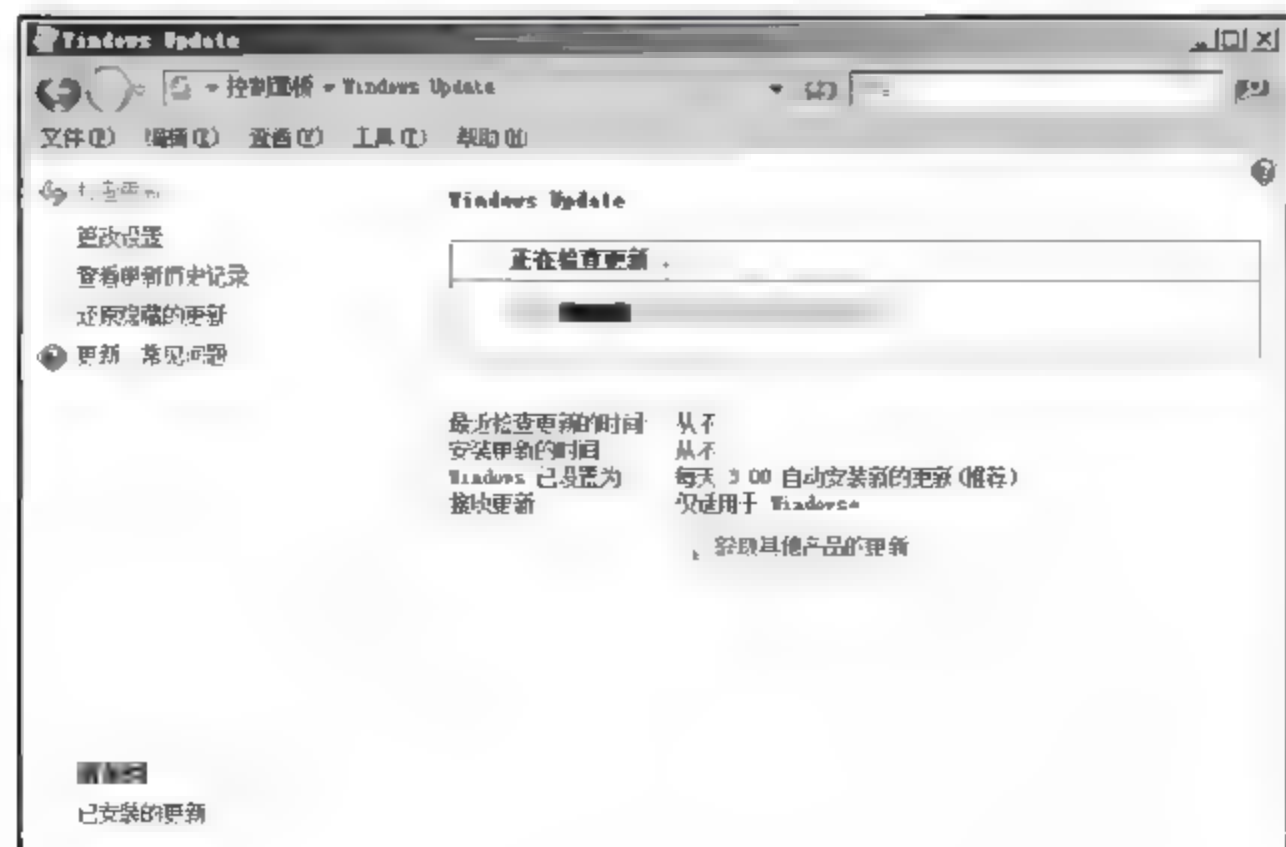 Windows Update
控制面板 Windows Update
文件(F) 编辑(E) 查看(V) 工具(T) 帮助(H)
检查更新
更改设置
查看更新历史记录
还原隐藏的更新
更新: 常见问题
Windows Update
正在检查更新...
最近检查更新的时间: 从不
安装更新的时间: 从不
Windows 已设置为: 每天 3:00 自动安装新的更新(推荐)
接收更新: 仅适用于 Windows。
获取其他产品的更新
已安装的更新